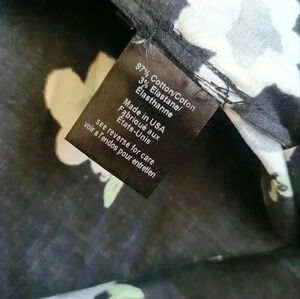 97% Cotton/Coton
3% Elastane/
Elasthanne
Made in USA
Fabriqué aux
États-Unis
see reverse for care
voir a l'endos pour entretien